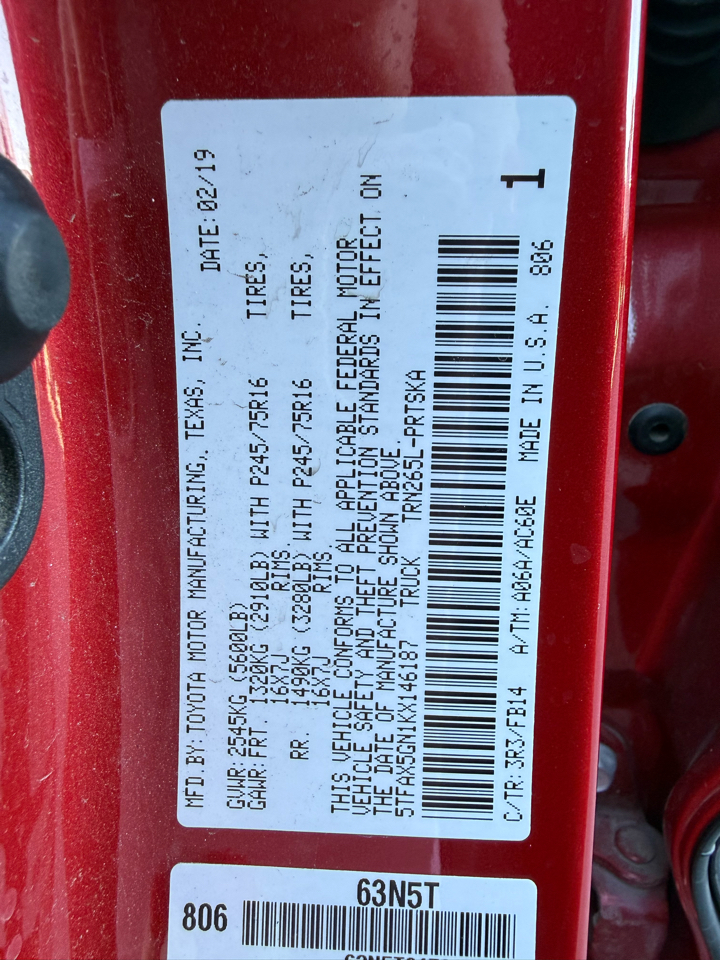 MFD.BY:TOYOTA MOTOR MANUFACTURING, TEXAS, INC.
DATE:02/19
GVWR:2545KG (5600LB)
GAWR:FRT. 1320KG (2910LB) WITH P245/75R16 TIRES,
16X7J RIMS.
RR. 1490KG (3280LB) WITH P245/75R16 TIRES,
16X7J RIMS
THIS VEHICLE CONFORMS TO ALL APPLICABLE FEDERAL MOTOR
VEHICLE SAFETY AND THEFT PREVENTION STANDARDS IN EFFECT ON
THE DATE OF MANUFACTURE SHOWN ABOVE.
5TFAX5GN1KX146187 TRUCK TRN265L-PRTSKA
1
C/TR:3R3/FB14 A/TM:A06A/AC60E MADE IN U.S.A. 806
63N5T
806